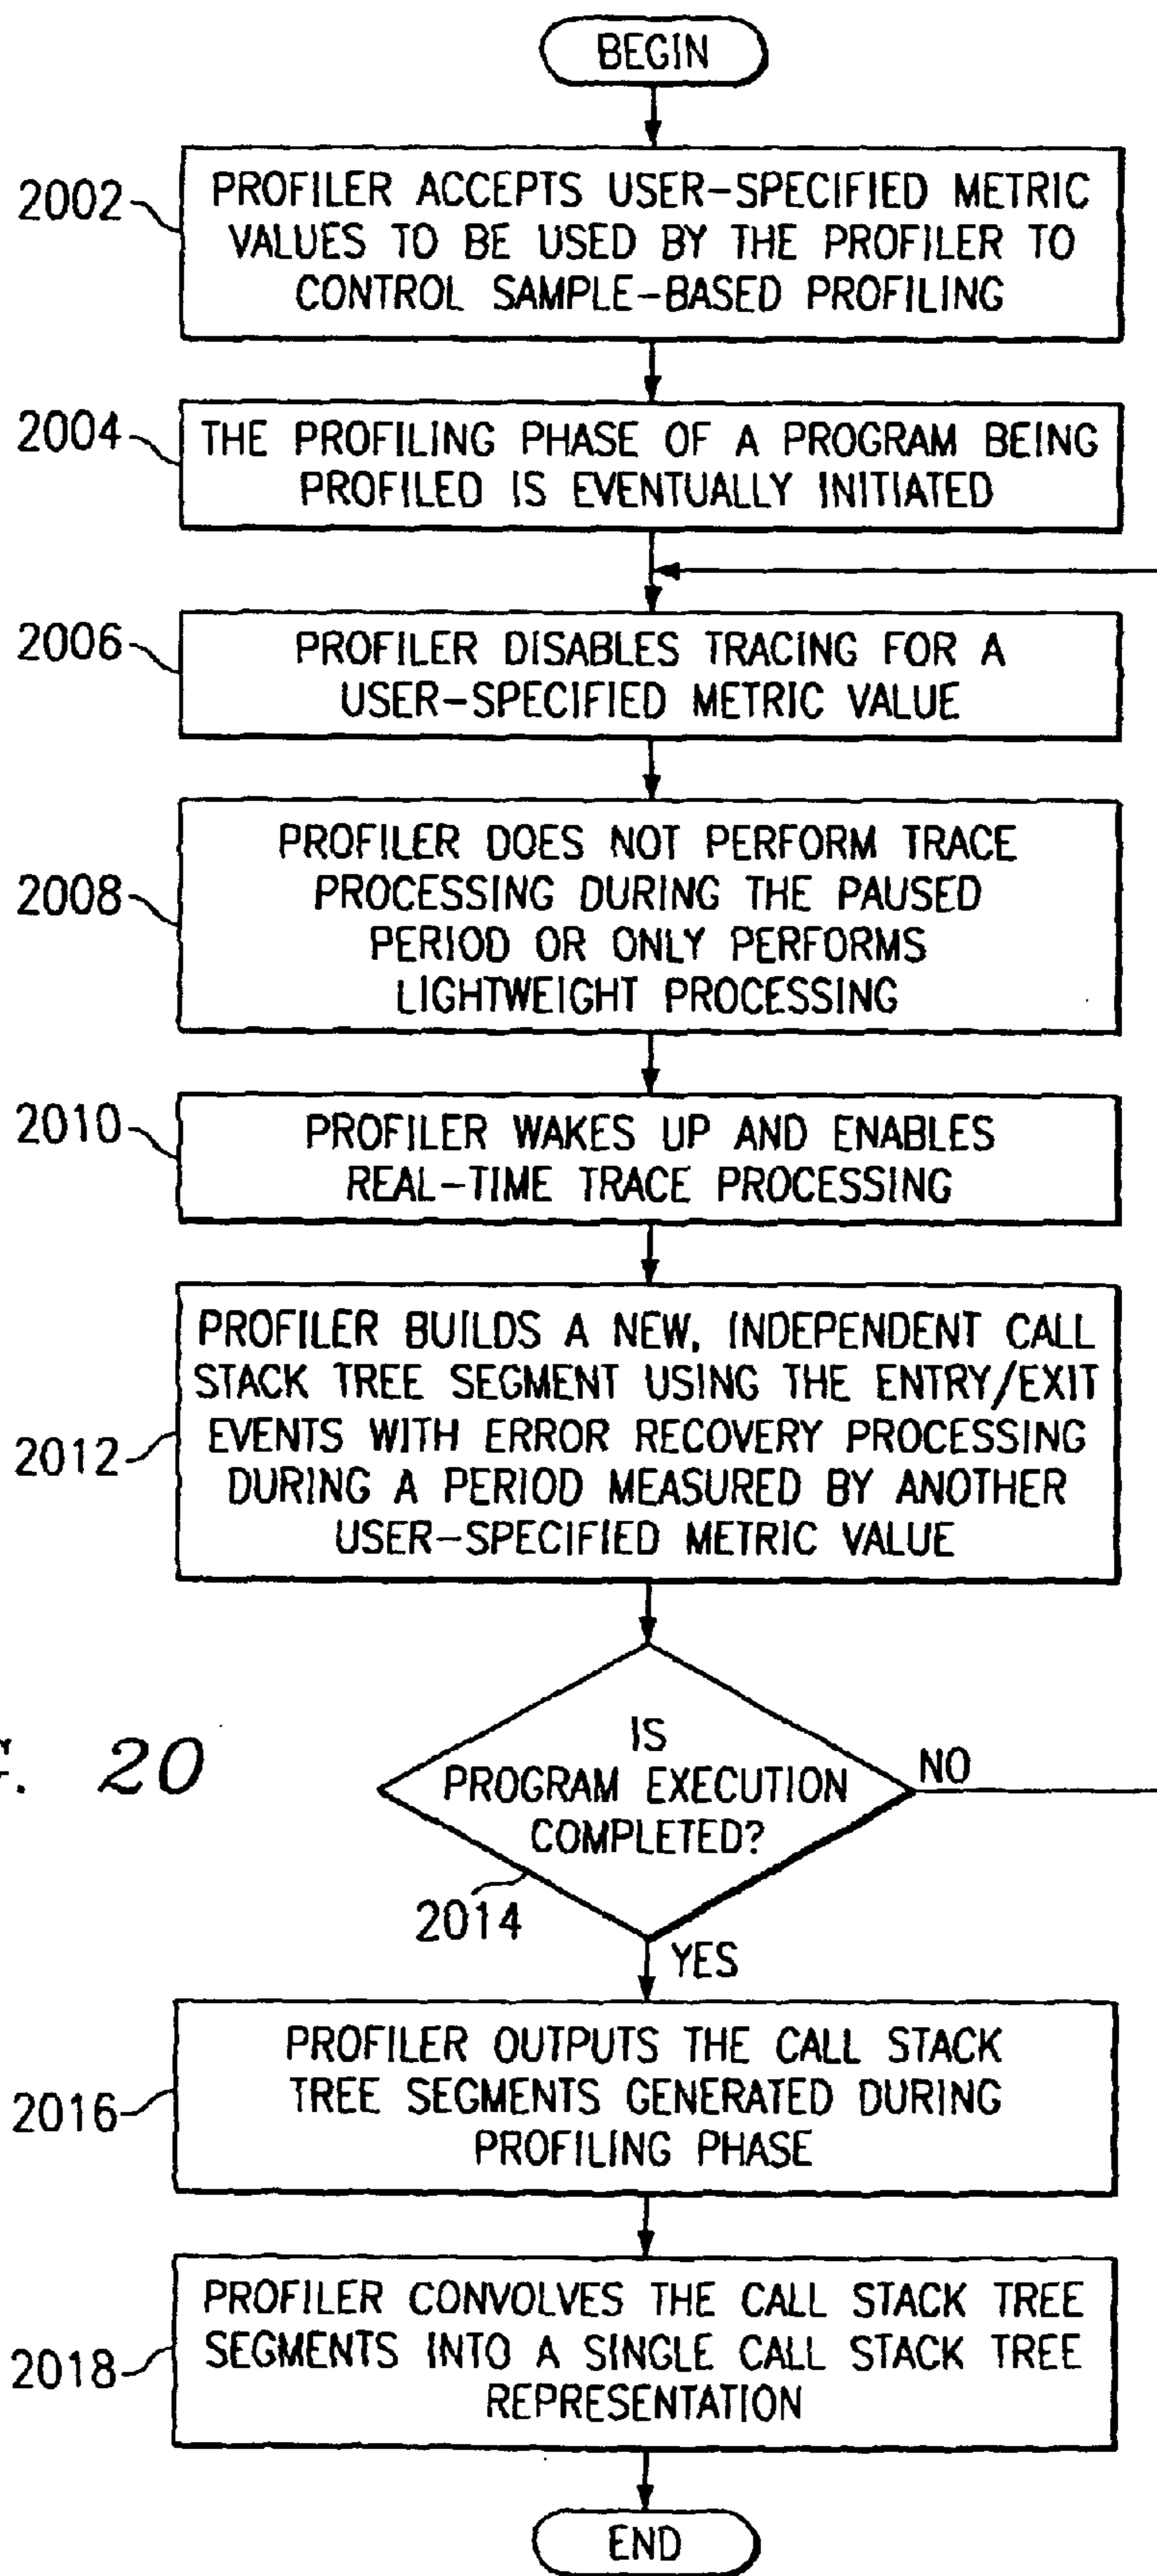 BEGIN
2002
PROFILER ACCEPTS USER-SPECIFIED METRIC
VALUES TO BE USED BY THE PROFILER TO
CONTROL SAMPLE-BASED PROFILING
2004
THE PROFILING PHASE OF A PROGRAM BEING
PROFILED IS EVENTUALLY INITIATED
2006
PROFILER DISABLES TRACING FOR A
USER-SPECIFIED METRIC VALUE
2008
PROFILER DOES NOT PERFORM TRACE
PROCESSING DURING THE PAUSED
PERIOD OR ONLY PERFORMS
LIGHTWEIGHT PROCESSING
2010
PROFILER WAKES UP AND ENABLES
REAL-TIME TRACE PROCESSING
2012
PROFILER BUILDS A NEW, INDEPENDENT CALL
STACK TREE SEGMENT USING THE ENTRY/EXIT
EVENTS WITH ERROR RECOVERY PROCESSING
DURING A PERIOD MEASURED BY ANOTHER
USER-SPECIFIED METRIC VALUE
20
IS
PROGRAM EXECUTION
COMPLETED?
NO
2014
YES
2016
PROFILER OUTPUTS THE CALL STACK
TREE SEGMENTS GENERATED DURING
PROFILING PHASE
2018
PROFILER CONVOLVES THE CALL STACK TREE
SEGMENTS INTO A SINGLE CALL STACK TREE
REPRESENTATION
END